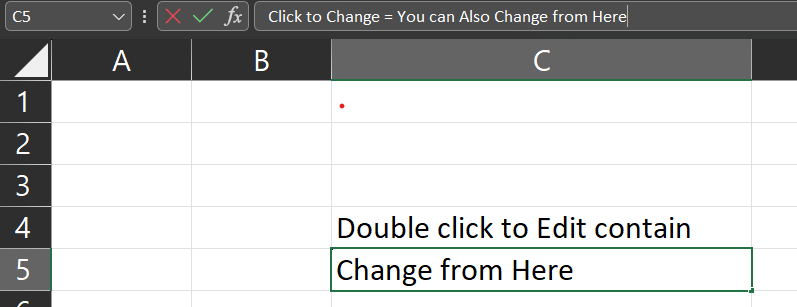 C5 fx Click to Change = You can Also Change from Here
A B C
1 .
2
3
4 Double click to Edit contain
5 Change from Here